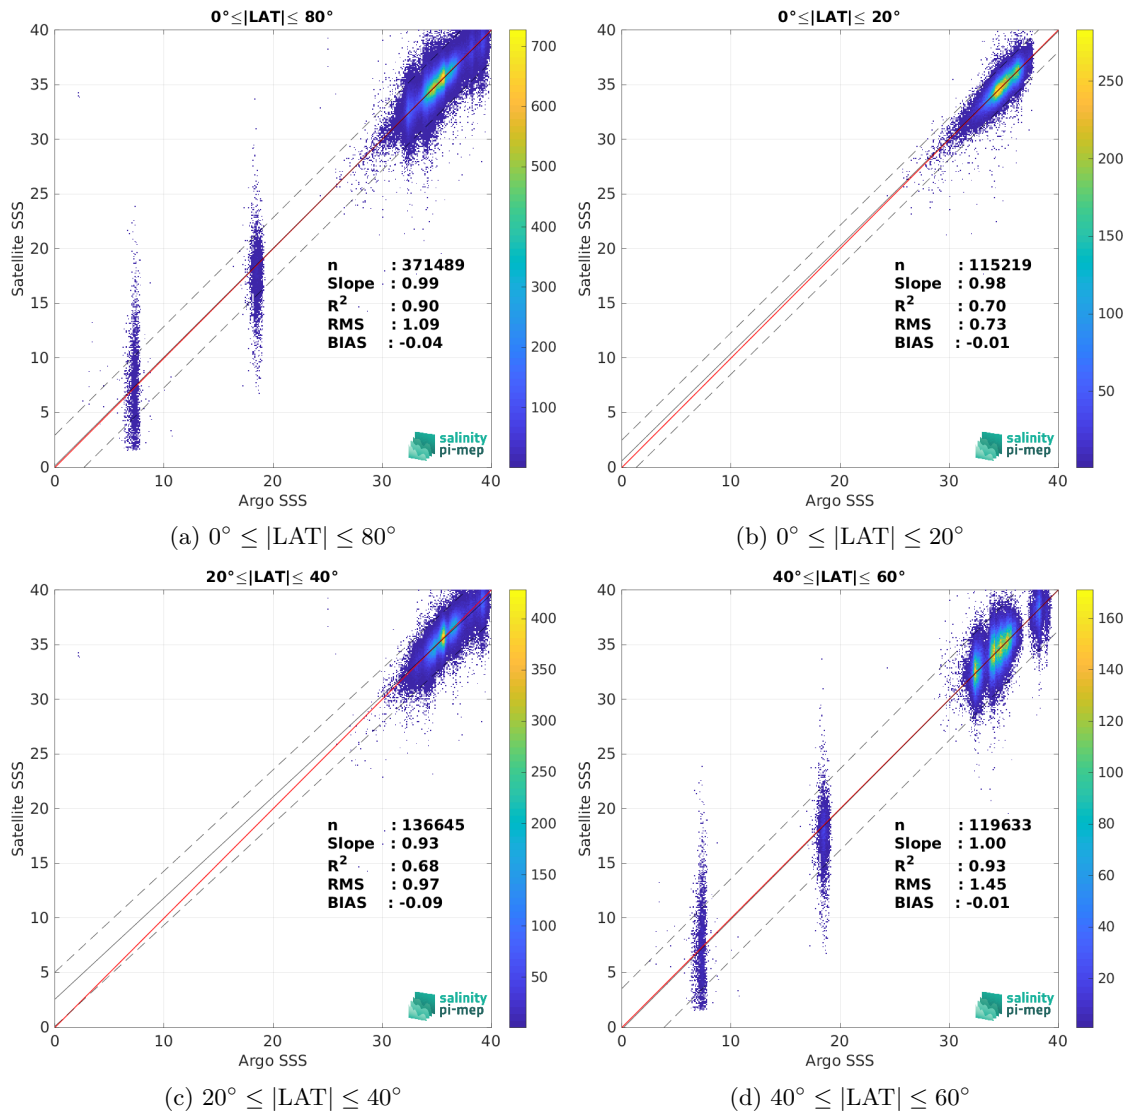 0°≤|LAT|≤ 80°
40
35
30
25
20
15
10
5
0
0 10 20 30 40
Satellite SSS
Argo SSS
n : 371489
Slope : 0.99
R² : 0.90
RMS : 1.09
BIAS : -0.04
salinity
pi-mep
700
600
500
400
300
200
100
(a) 0° ≤ |LAT| ≤ 80°
0°≤|LAT|≤ 20°
40
35
30
25
20
15
10
5
0
0 10 20 30 40
Satellite SSS
Argo SSS
n : 115219
Slope : 0.98
R² : 0.70
RMS : 0.73
BIAS : -0.01
salinity
pi-mep
250
200
150
100
50
(b) 0° ≤ |LAT| ≤ 20°
20°≤|LAT|≤ 40°
40
35
30
25
20
15
10
5
0
0 10 20 30 40
Satellite SSS
Argo SSS
n : 136645
Slope : 0.93
R² : 0.68
RMS : 0.97
BIAS : -0.09
salinity
pi-mep
400
350
300
250
200
150
100
50
(c) 20° ≤ |LAT| ≤ 40°
40°≤|LAT|≤ 60°
40
35
30
25
20
15
10
5
0
0 10 20 30 40
Satellite SSS
Argo SSS
n : 119633
Slope : 1.00
R² : 0.93
RMS : 1.45
BIAS : -0.01
salinity
pi-mep
160
140
120
100
80
60
40
20
(d) 40° ≤ |LAT| ≤ 60°